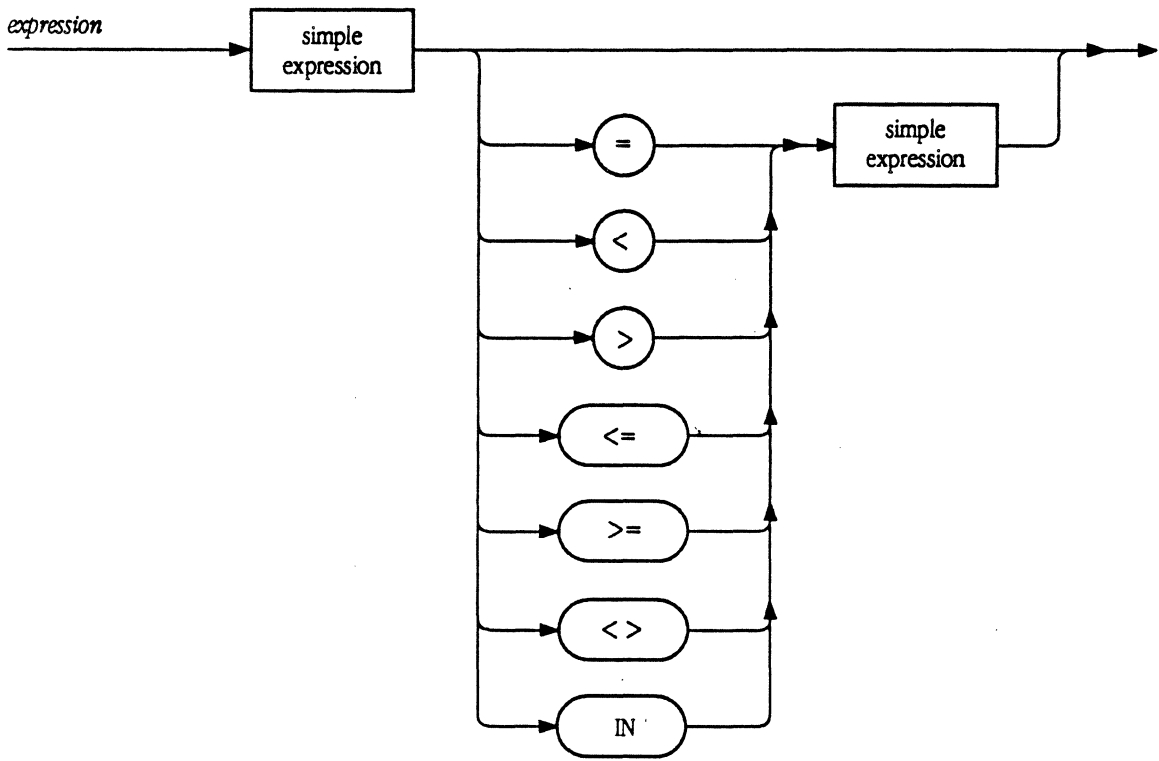 expression
simple
expression
=
simple
expression
<
>
<=
>=
<>
IN